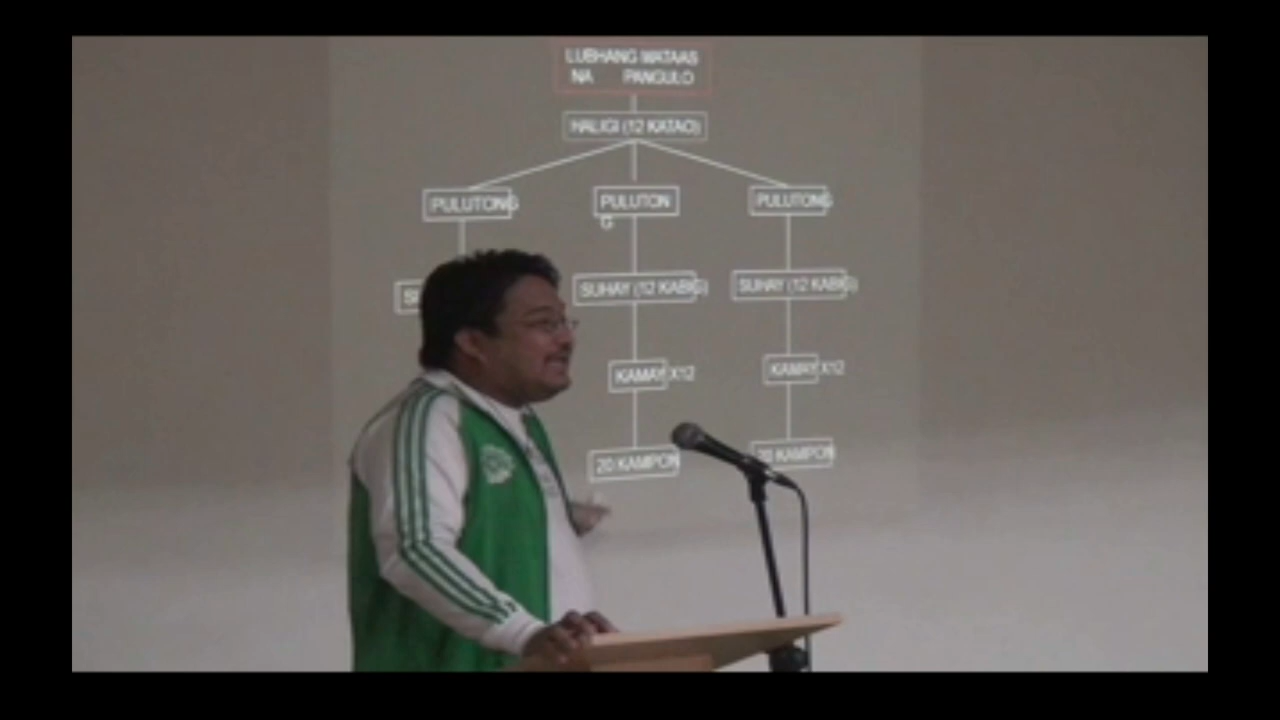 LUBHANG MATAAS
NA PANGULO
HALIGI (12 KATAO)
PULUTONG
PULUTON
G
PULUTONG
SUHAY (12 KABIG)
SUHAY (12 KABIG)
KAMAY X12
KAMAY X12
20 KAMPON
20 KAMPON